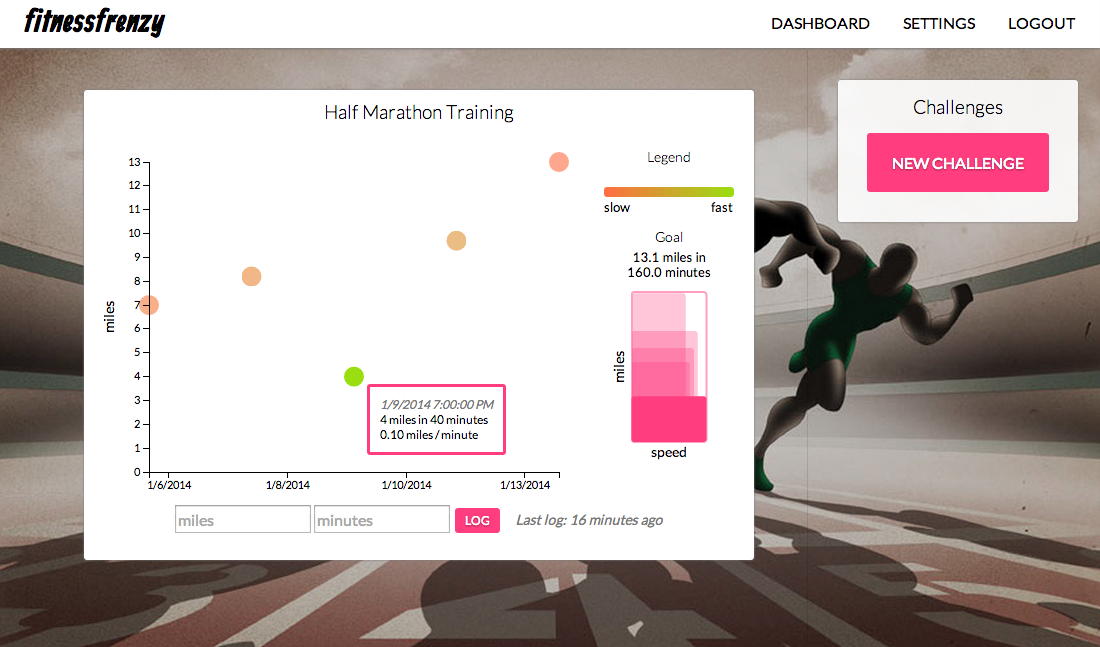 fitnessfrenzy
DASHBOARD SETTINGS LOGOUT
Half Marathon Training
13
12
11
10
9
8
7
6
5
4
3
2
1
0
miles
1/6/2014 1/8/2014 1/10/2014 1/13/2014
1/9/2014 7:00:00 PM
4 miles in 40 minutes
0.10 miles / minute
Legend
slow fast
Goal
13.1 miles in
160.0 minutes
miles
speed
miles minutes LOG Last log: 16 minutes ago
Challenges
NEW CHALLENGE